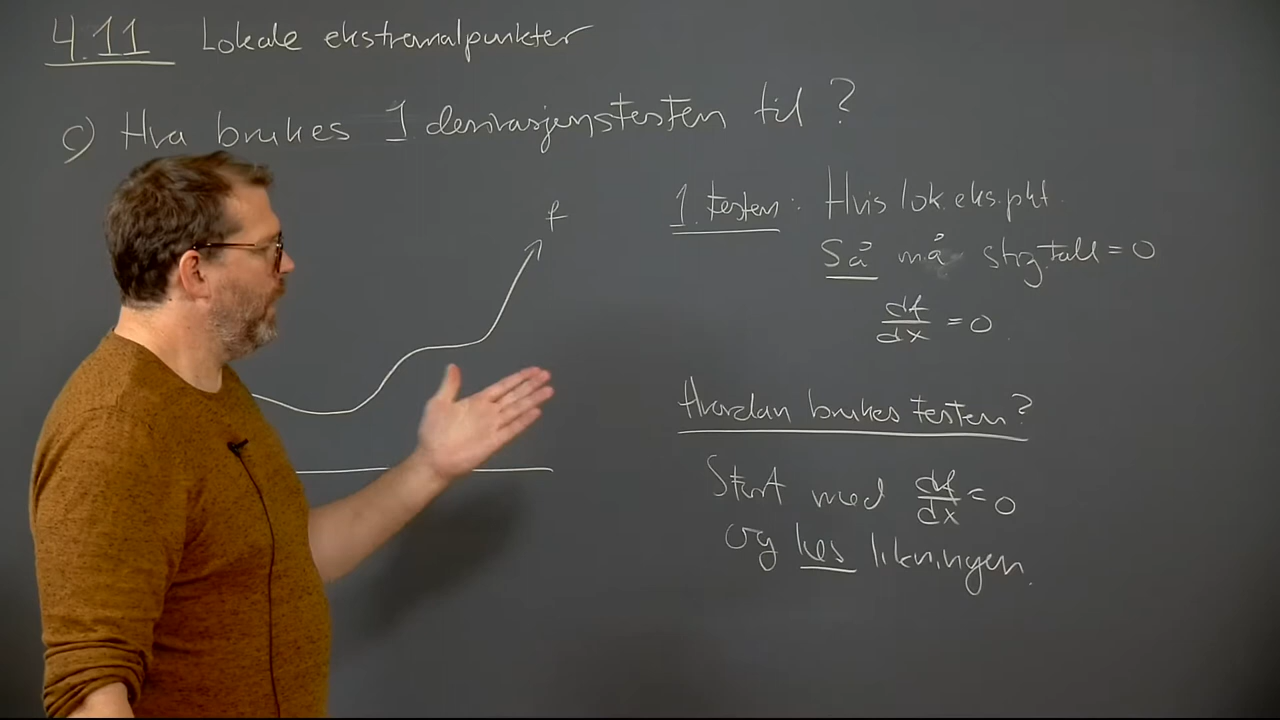 4.11 Lokale ekstremalpunkter
c) Hva brukes 1 derivasjonstesten til ?
f
1. testen : Hvis lok. eks. pkt.
Så må stig.tall = 0
df/dx = 0.
Hvordan brukes testen?
Start med df/dx = 0
og løs likningen.